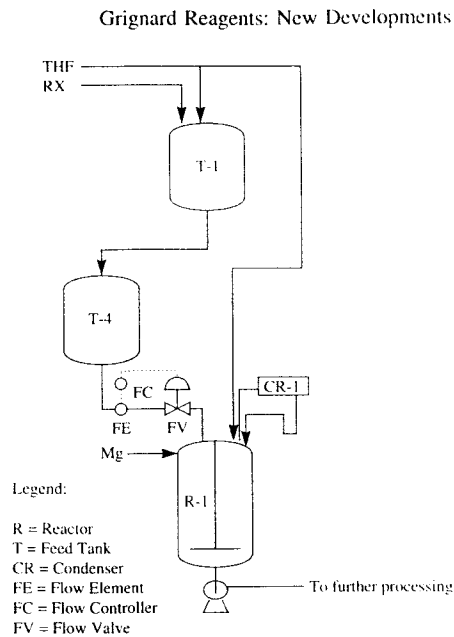 Grignard Reagents: New Developments
THF
RX
T-1
T-4
FC
CR-1
FE
FV
Mg
R-1
Legend:
R = Reactor
T = Feed Tank
CR = Condenser
FE = Flow Element
FC = Flow Controller
FV = Flow Valve
To further processing